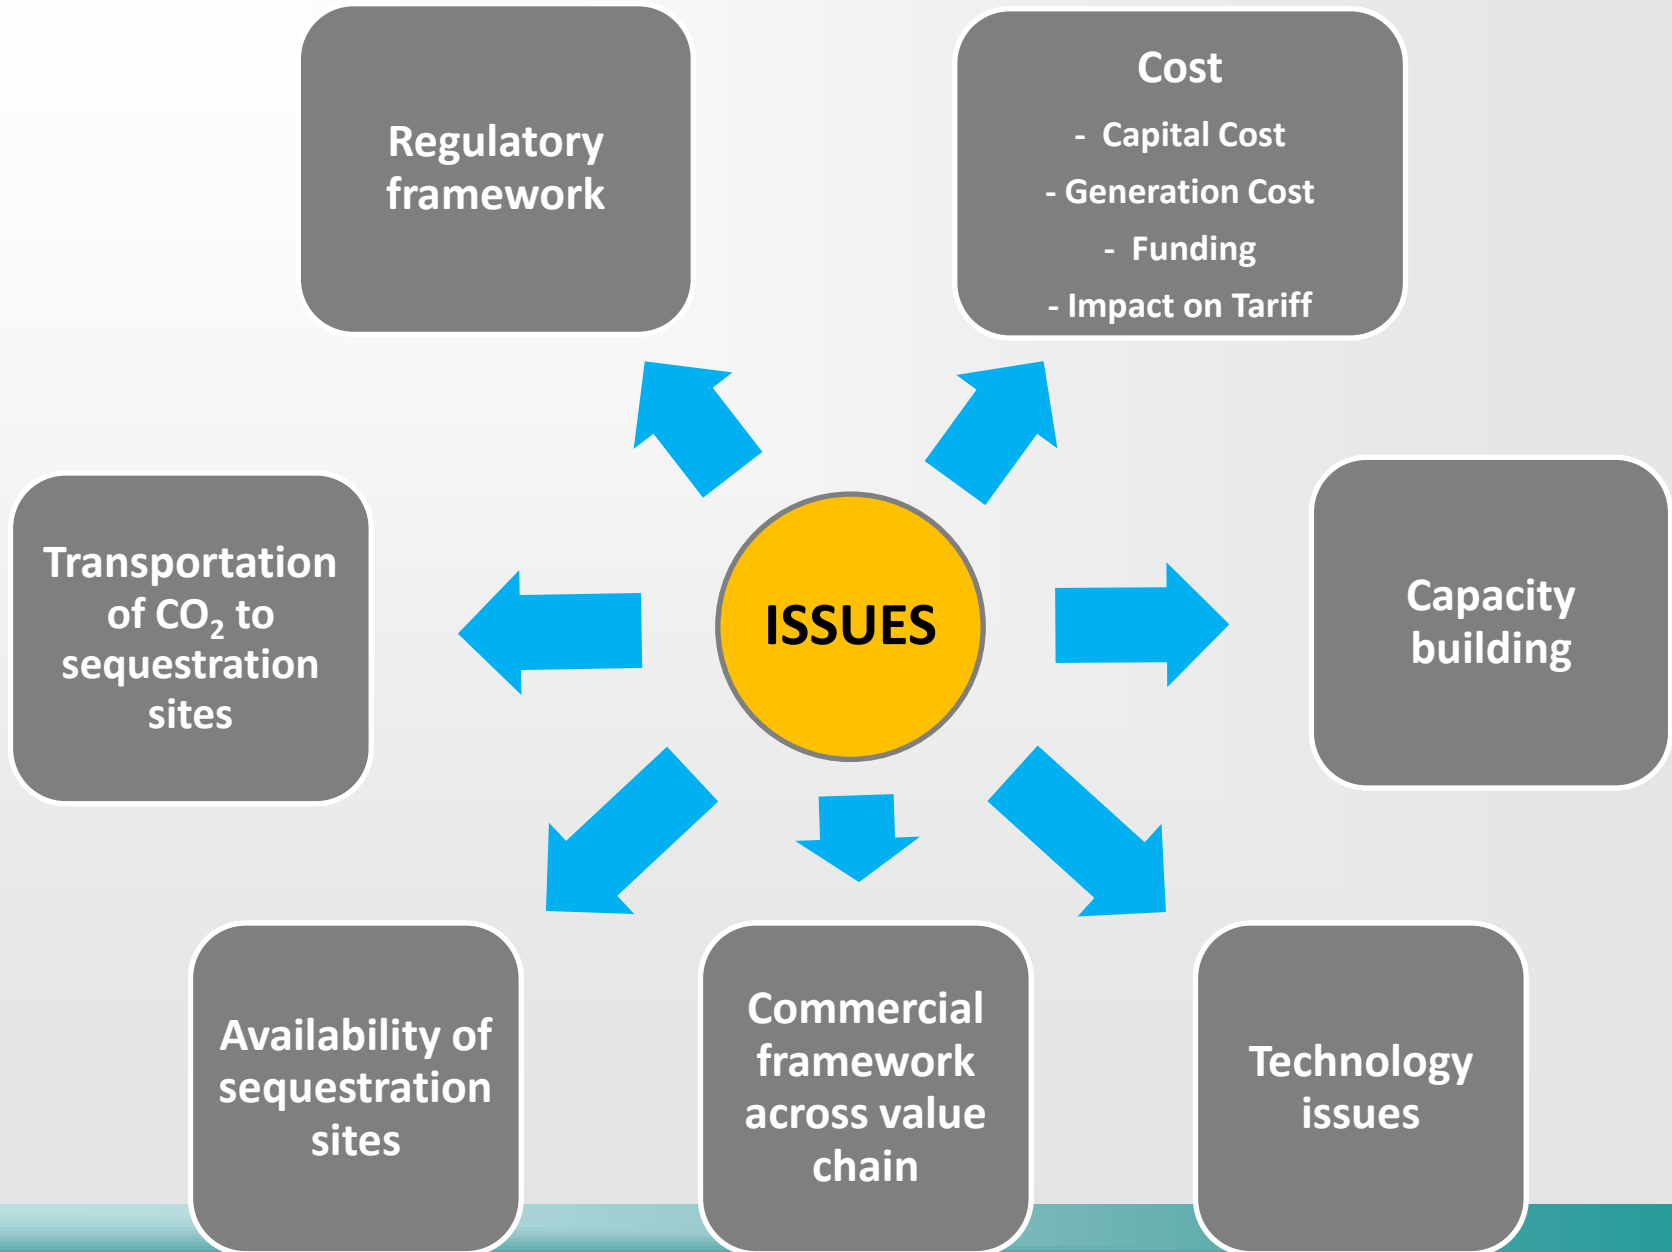 Regulatory
framework
Cost
- Capital Cost
- Generation Cost
- Funding
- Impact on Tariff
Transportation
of CO₂ to
sequestration
sites
ISSUES
Capacity
building
Availability of
sequestration
sites
Commercial
framework
across value
chain
Technology
issues